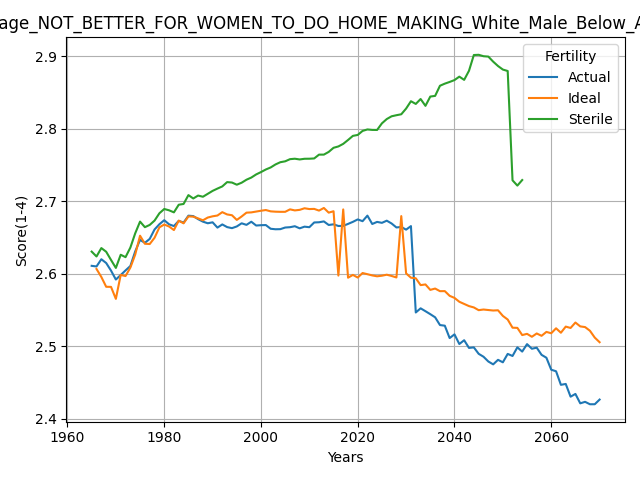 age_NOT_BETTER_FOR_WOMEN_TO_DO_HOME_MAKING_White_Male_Below_A
2.9
2.8
2.7
2.6
2.5
2.4
Score(1-4)
Fertility
Actual
Ideal
Sterile
1960 1980 2000 2020 2040 2060
Years